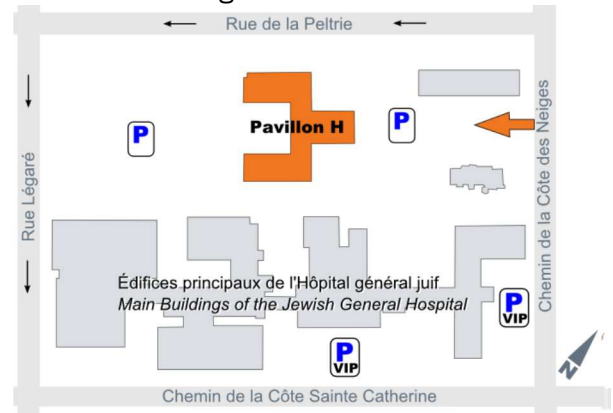 Rue de la Peltrie
Pavillon H
P
P
Rue Légaré
Chemin de la Côte des Neiges
Édifices principaux de l'Hôpital général juif
Main Buildings of the Jewish General Hospital
P
VIP
P
VIP
N
Chemin de la Côte Sainte Catherine